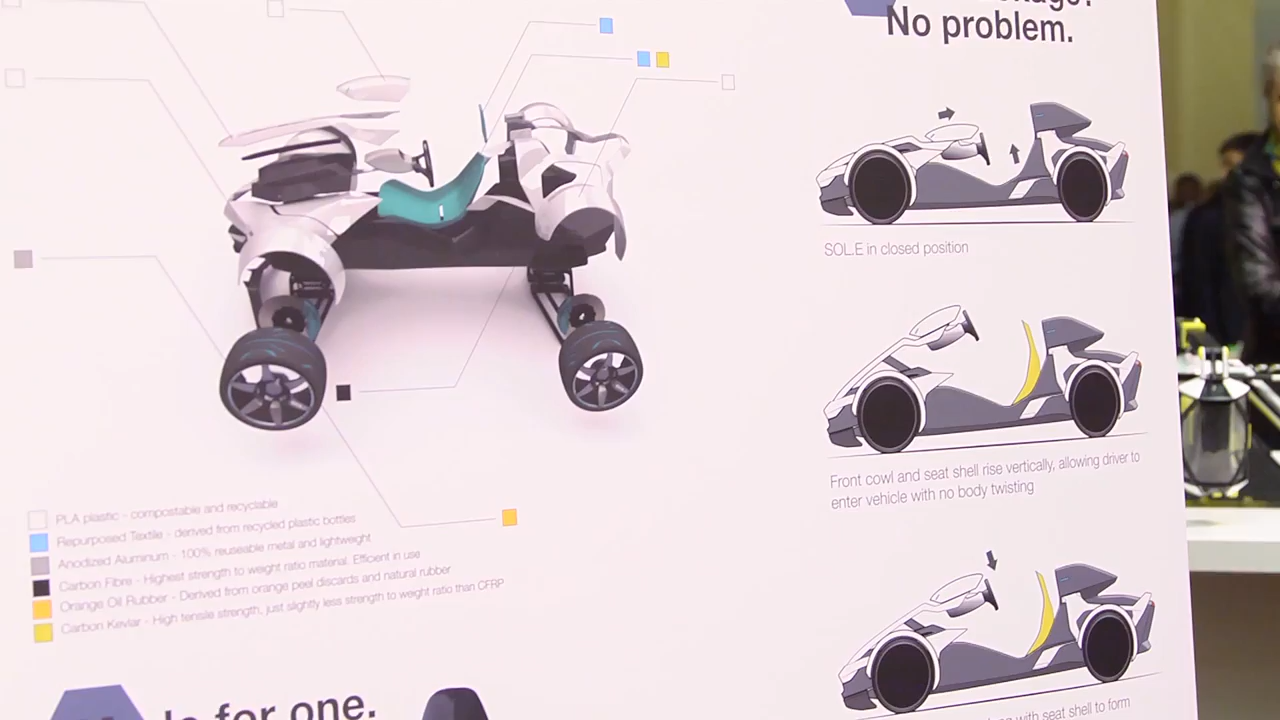 No problem.
SOL.E in closed position
Front cowl and seat shell rise vertically, allowing driver to
enter vehicle with no body twisting
PLA plastic - compostable and recyclable
Repurposed Textile - derived from recycled plastic bottles
Anodized Aluminum - 100% reuseable metal and lightweight
Carbon Fibre - Highest strength to weight ratio material. Efficient in use
Orange Oil Rubber - Derived from orange peel discards and natural rubber
Carbon Kevlar - High tensile strength, just slightly less strength to weight ratio than CFRP
for one.
with seat shell to form